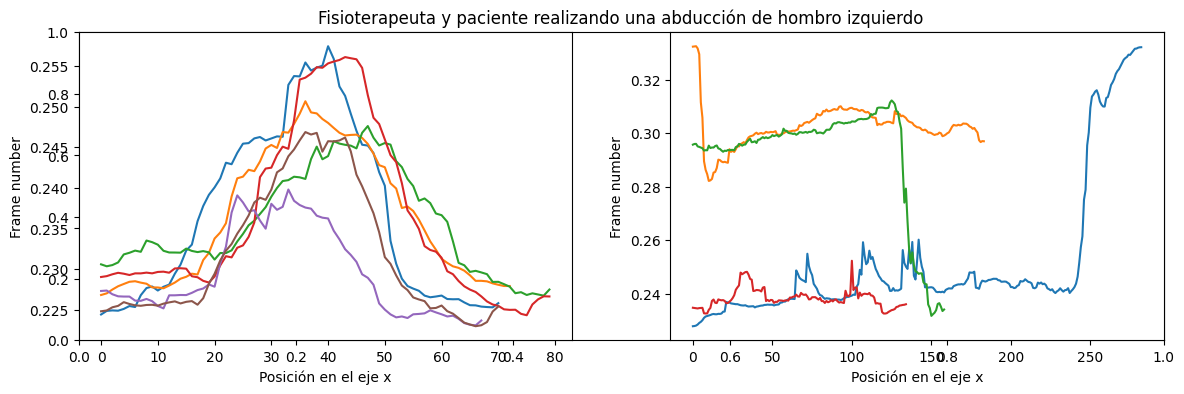 Fisioterapeuta y paciente realizando una abducción de hombro izquierdo
1.0
0.255
0.8
0.250
0.245
0.6
0.240
0.4
0.235
0.230
0.2
0.225
0.0
Frame number
0.0 0 10 20 30 0.2 40 50 60 70 0.4 80
Posición en el eje x
0.32
0.30
0.28
0.26
0.24
Frame number
0 0.6 50 100 150 0.8 200 250 1.0
Posición en el eje x